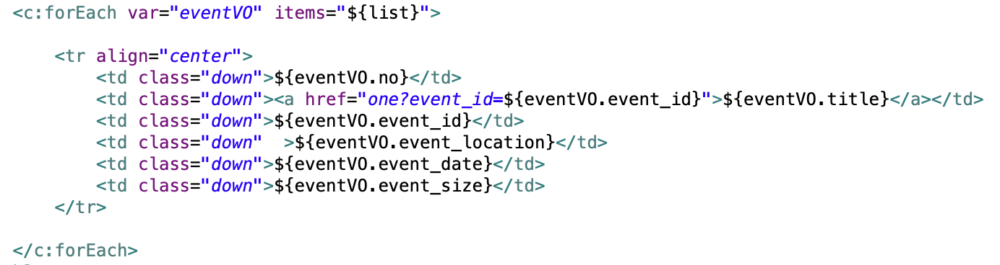 <c:forEach var="eventVO" items="${list}">
<tr align="center">
<td class="down">${eventVO.no}</td>
<td class="down"><a href="one?event_id=${eventVO.event_id}">${eventVO.title}</a></td>
<td class="down">${eventVO.event_id}</td>
<td class="down"  >${eventVO.event_location}</td>
<td class="down">${eventVO.event_date}</td>
<td class="down">${eventVO.event_size}</td>
</tr>
</c:forEach>